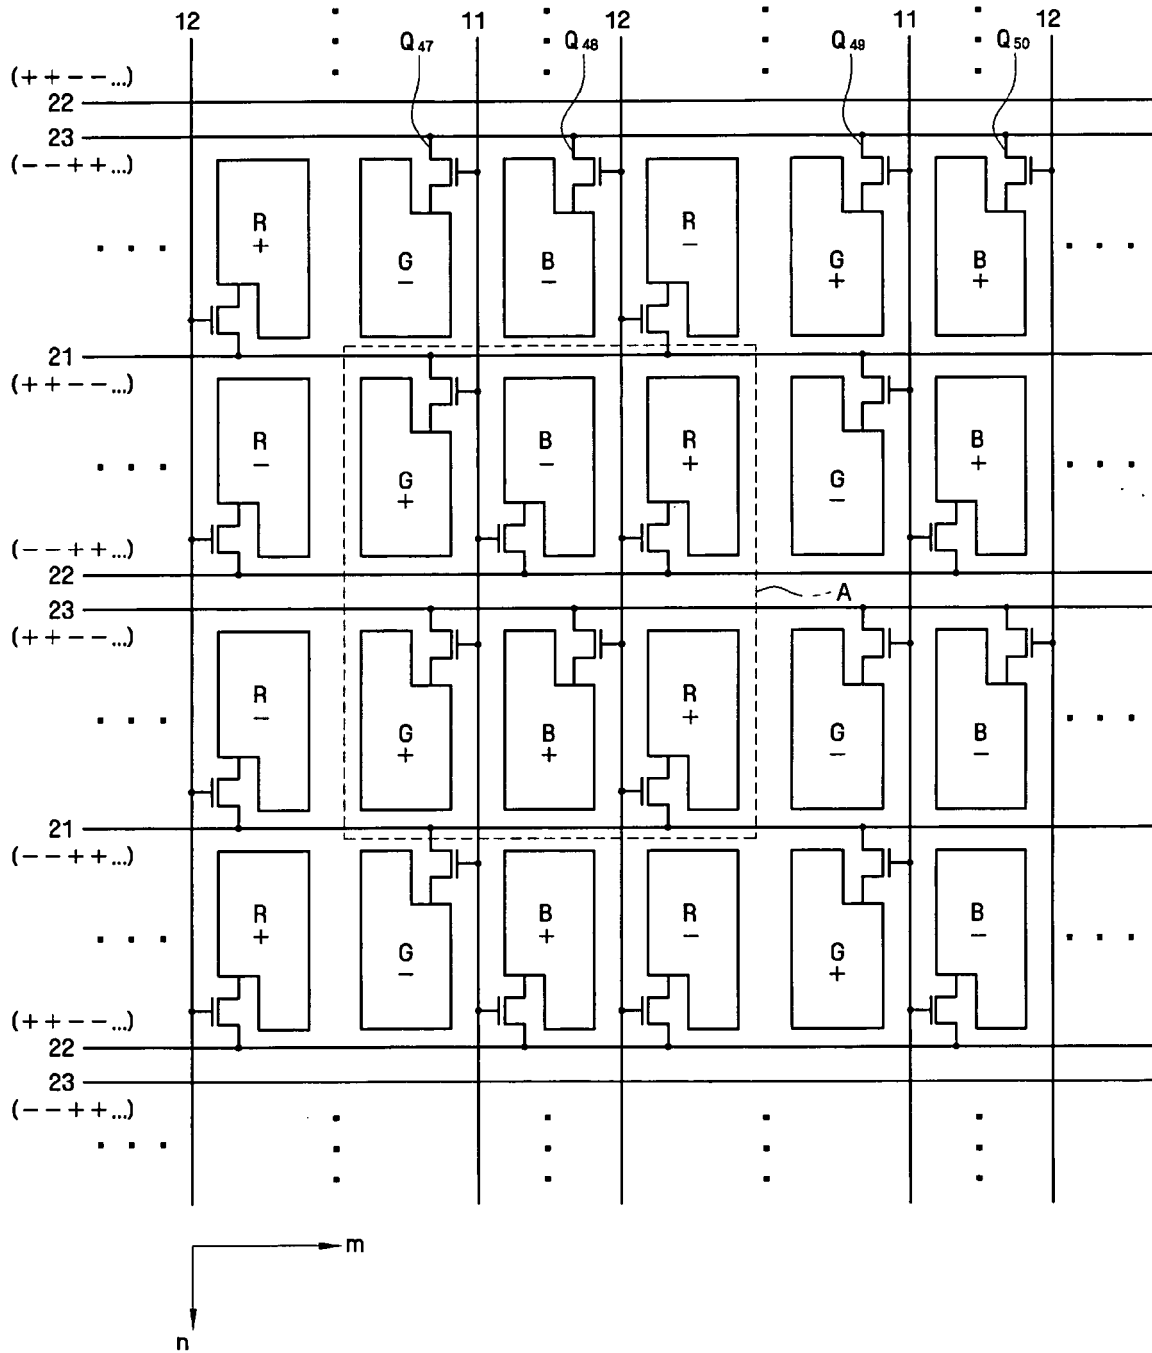 12 11 12 11 12
Q47 Q48 Q49 Q50
(++--...)
22
23
(--++...)
R + G - B - R - G + B +
21
(++--...)
R - G + B - R + G - B +
(--++...)
22
A
23
(++--...)
R - G + B + R + G - B -
21
(--++...)
R + G - B + R - G + B -
(++--...)
22
23
(--++...)
m
n